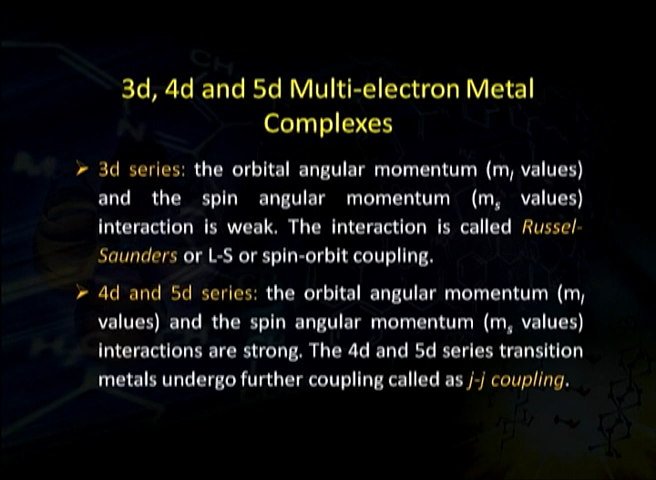 3d, 4d and 5d Multi-electron Metal
Complexes
➢ 3d series: the orbital angular momentum (mₗ values)
and the spin angular momentum (mₛ values)
interaction is weak. The interaction is called Russel-
Saunders or L-S or spin-orbit coupling.
➢ 4d and 5d series: the orbital angular momentum (mₗ
values) and the spin angular momentum (mₛ values)
interactions are strong. The 4d and 5d series transition
metals undergo further coupling called as j-j coupling.